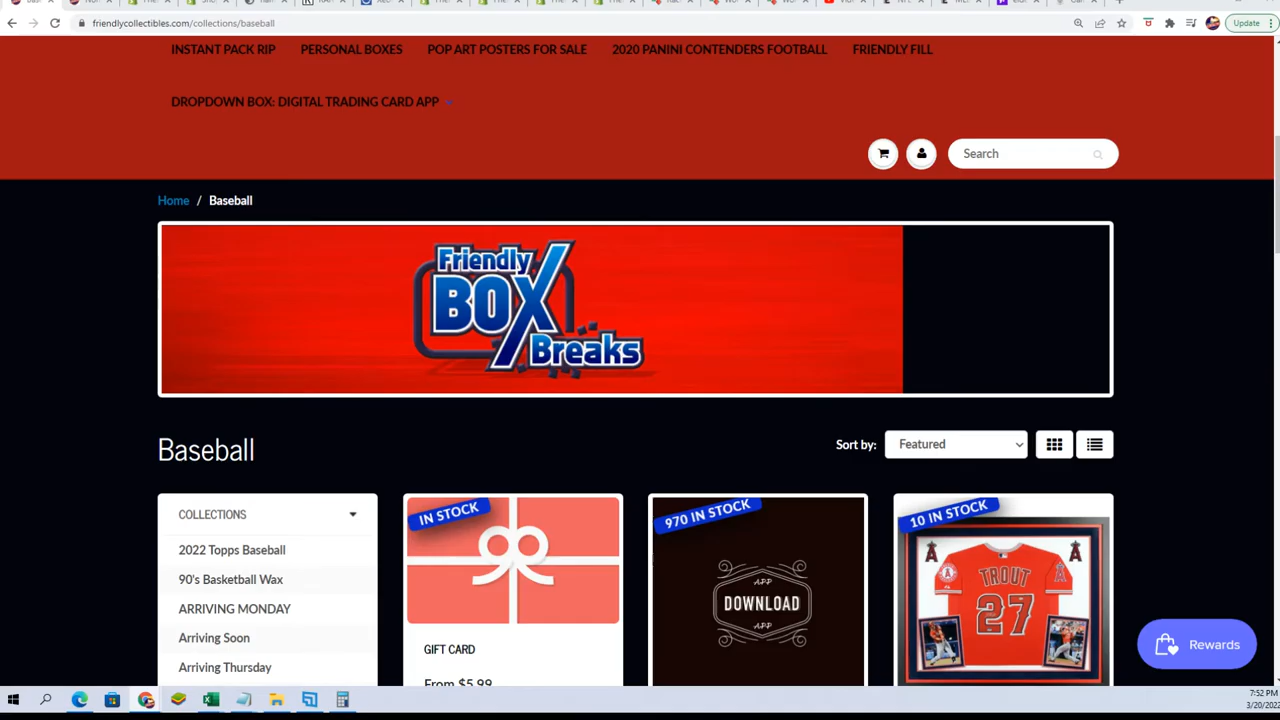 friendlycollectibles.com/collections/baseball
Update
INSTANT PACK RIP PERSONAL BOXES POP ART POSTERS FOR SALE 2020 PANINI CONTENDERS FOOTBALL FRIENDLY FILL
DROPDOWN BOX: DIGITAL TRADING CARD APP
Search
Home / Baseball
Friendly
BOX
Breaks
Baseball
Sort by: Featured
COLLECTIONS
2022 Topps Baseball
90's Basketball Wax
ARRIVING MONDAY
Arriving Soon
Arriving Thursday
IN STOCK
GIFT CARD
From $5.99
970 IN STOCK
APP
DOWNLOAD
APP
10 IN STOCK
TROUT
27
Rewards
7:52 PM